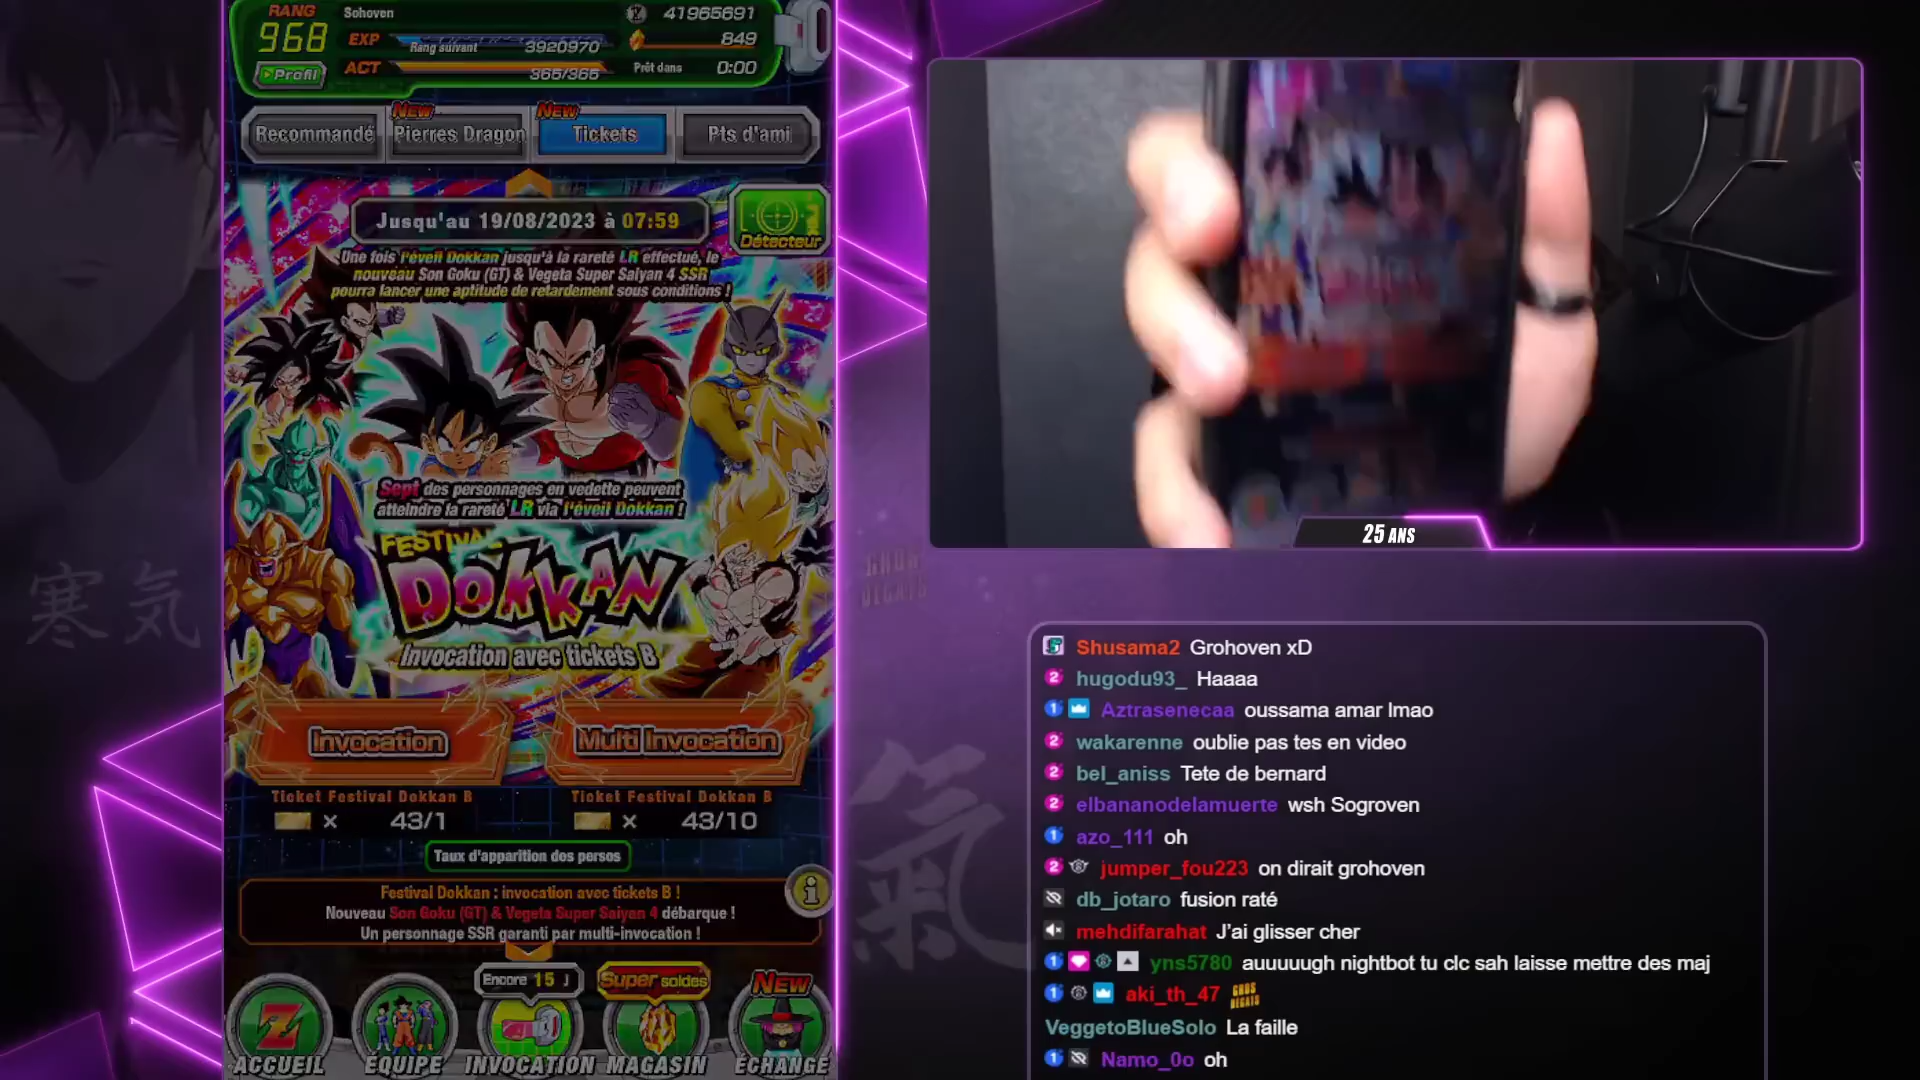 RANG
968
Sohoven
41965691
EXP
Rang suivant
3920970
849
Profil
ACT
365/365
Prêt dans
0:00
New
New
Recommandé
Pierres Dragon
Tickets
Pts d'ami
Jusqu'au 19/08/2023 à 07:59
Détecteur
Une fois l'éveil Dokkan jusqu'à la rareté LR effectué, le
nouveau Son Goku (GT) & Vegeta Super Saiyan 4 SSR
pourra lancer une aptitude de retardement sous conditions !
Sept des personnages en vedette peuvent
atteindre la rareté LR via l'éveil Dokkan !
FESTIVAL
DOKKAN
Invocation avec tickets B
Invocation
Multi Invocation
Ticket Festival Dokkan B
Ticket Festival Dokkan B
× 43/1
× 43/10
Taux d'apparition des persos
Festival Dokkan : invocation avec tickets B !
Nouveau Son Goku (GT) & Vegeta Super Saiyan 4 débarque !
Un personnage SSR garanti par multi-invocation !
Encore 15 J
Super soldes
New
ACCUEIL
ÉQUIPE
INVOCATION
MAGASIN
ÉCHANGE
寒気
気
GROS
DEGATS
25 ANS
Shusama2 Grohoven xD
hugodu93_ Haaaa
Aztrasenecaa oussama amar lmao
wakarenne oublie pas tes en video
bel_aniss Tete de bernard
elbananodelamuerte wsh Sogroven
azo_111 oh
jumper_fou223 on dirait grohoven
db_jotaro fusion raté
mehdifarahat J'ai glisser cher
yns5780 auuuuugh nightbot tu clc sah laisse mettre des maj
aki_th_47 GROS DEGATS
VeggetoBlueSolo La faille
Namo_0o oh